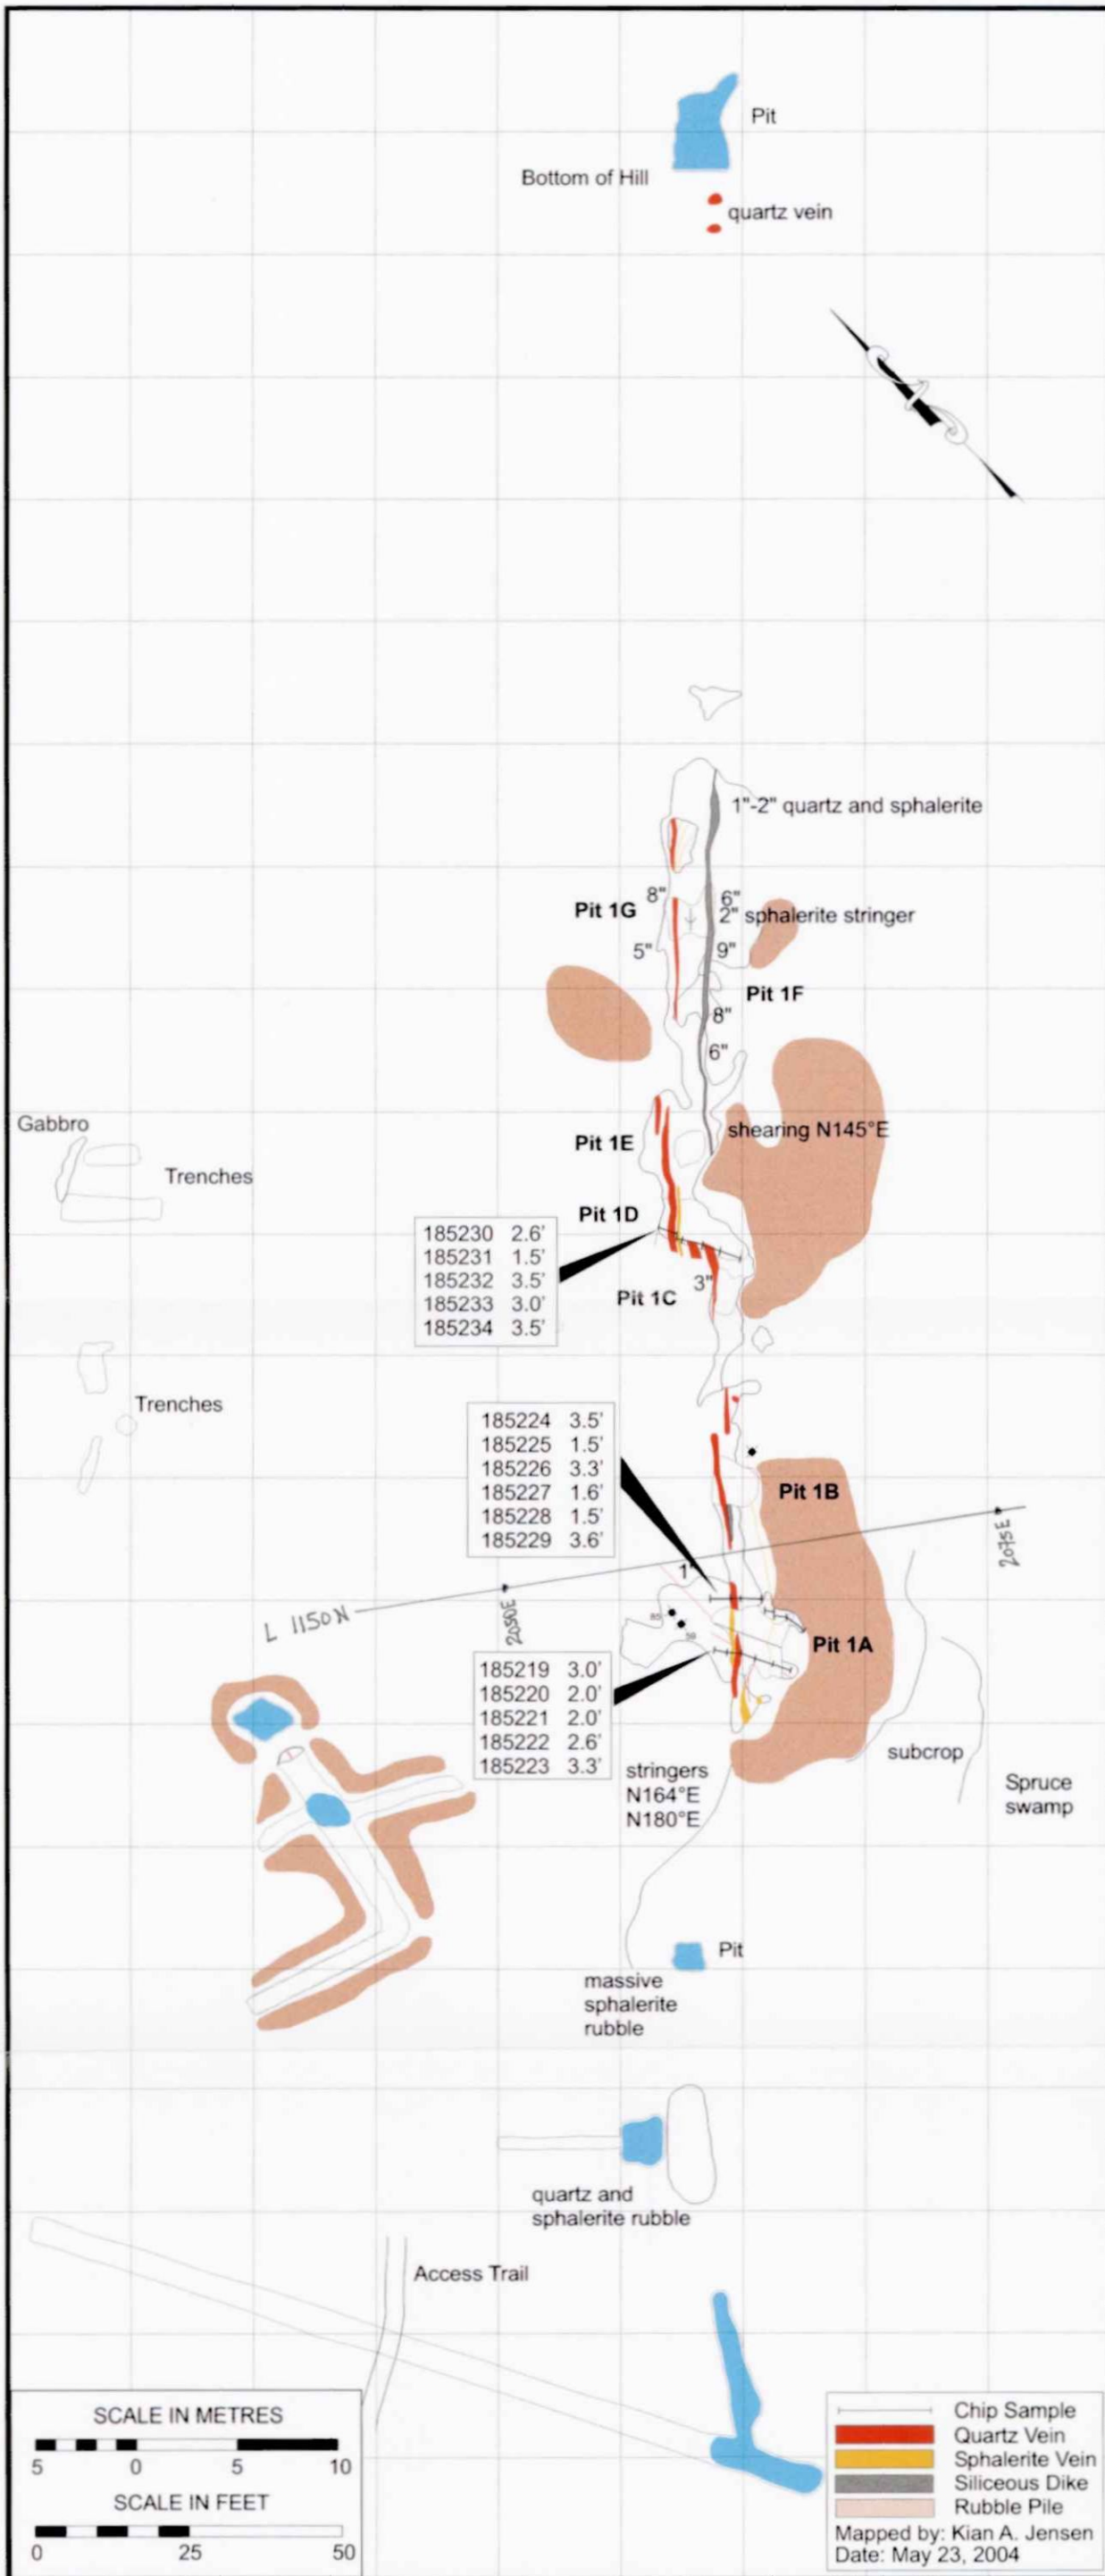 Pit
Bottom of Hill
quartz vein
1"-2" quartz and sphalerite
8"
6"
Pit 1G
2" sphalerite stringer
5"
9"
Pit 1F
8"
6"
Gabbro
shearing N145°E
Pit 1E
Trenches
Pit 1D
185230 2.6'
185231 1.5'
185232 3.5'
185233 3.0'
185234 3.5'
3"
Pit 1C
Trenches
185224 3.5'
185225 1.5'
185226 3.3'
185227 1.6'
185228 1.5'
185229 3.6'
Pit 1B
2075E
1"
L 1150N
2050E
85
59
Pit 1A
185219 3.0'
185220 2.0'
185221 2.0'
185222 2.6'
185223 3.3'
subcrop
stringers
N164°E
N180°E
Spruce
swamp
Pit
massive
sphalerite
rubble
quartz and
sphalerite rubble
Access Trail
SCALE IN METRES
5 0 5 10
SCALE IN FEET
0 25 50
Chip Sample
Quartz Vein
Sphalerite Vein
Siliceous Dike
Rubble Pile
Mapped by: Kian A. Jensen
Date: May 23, 2004